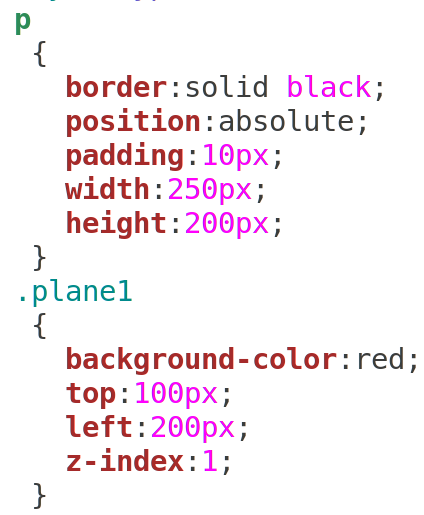 p
{
border:solid black;
position:absolute;
padding:10px;
width:250px;
height:200px;
}
.plane1
{
background-color:red;
top:100px;
left:200px;
z-index:1;
}